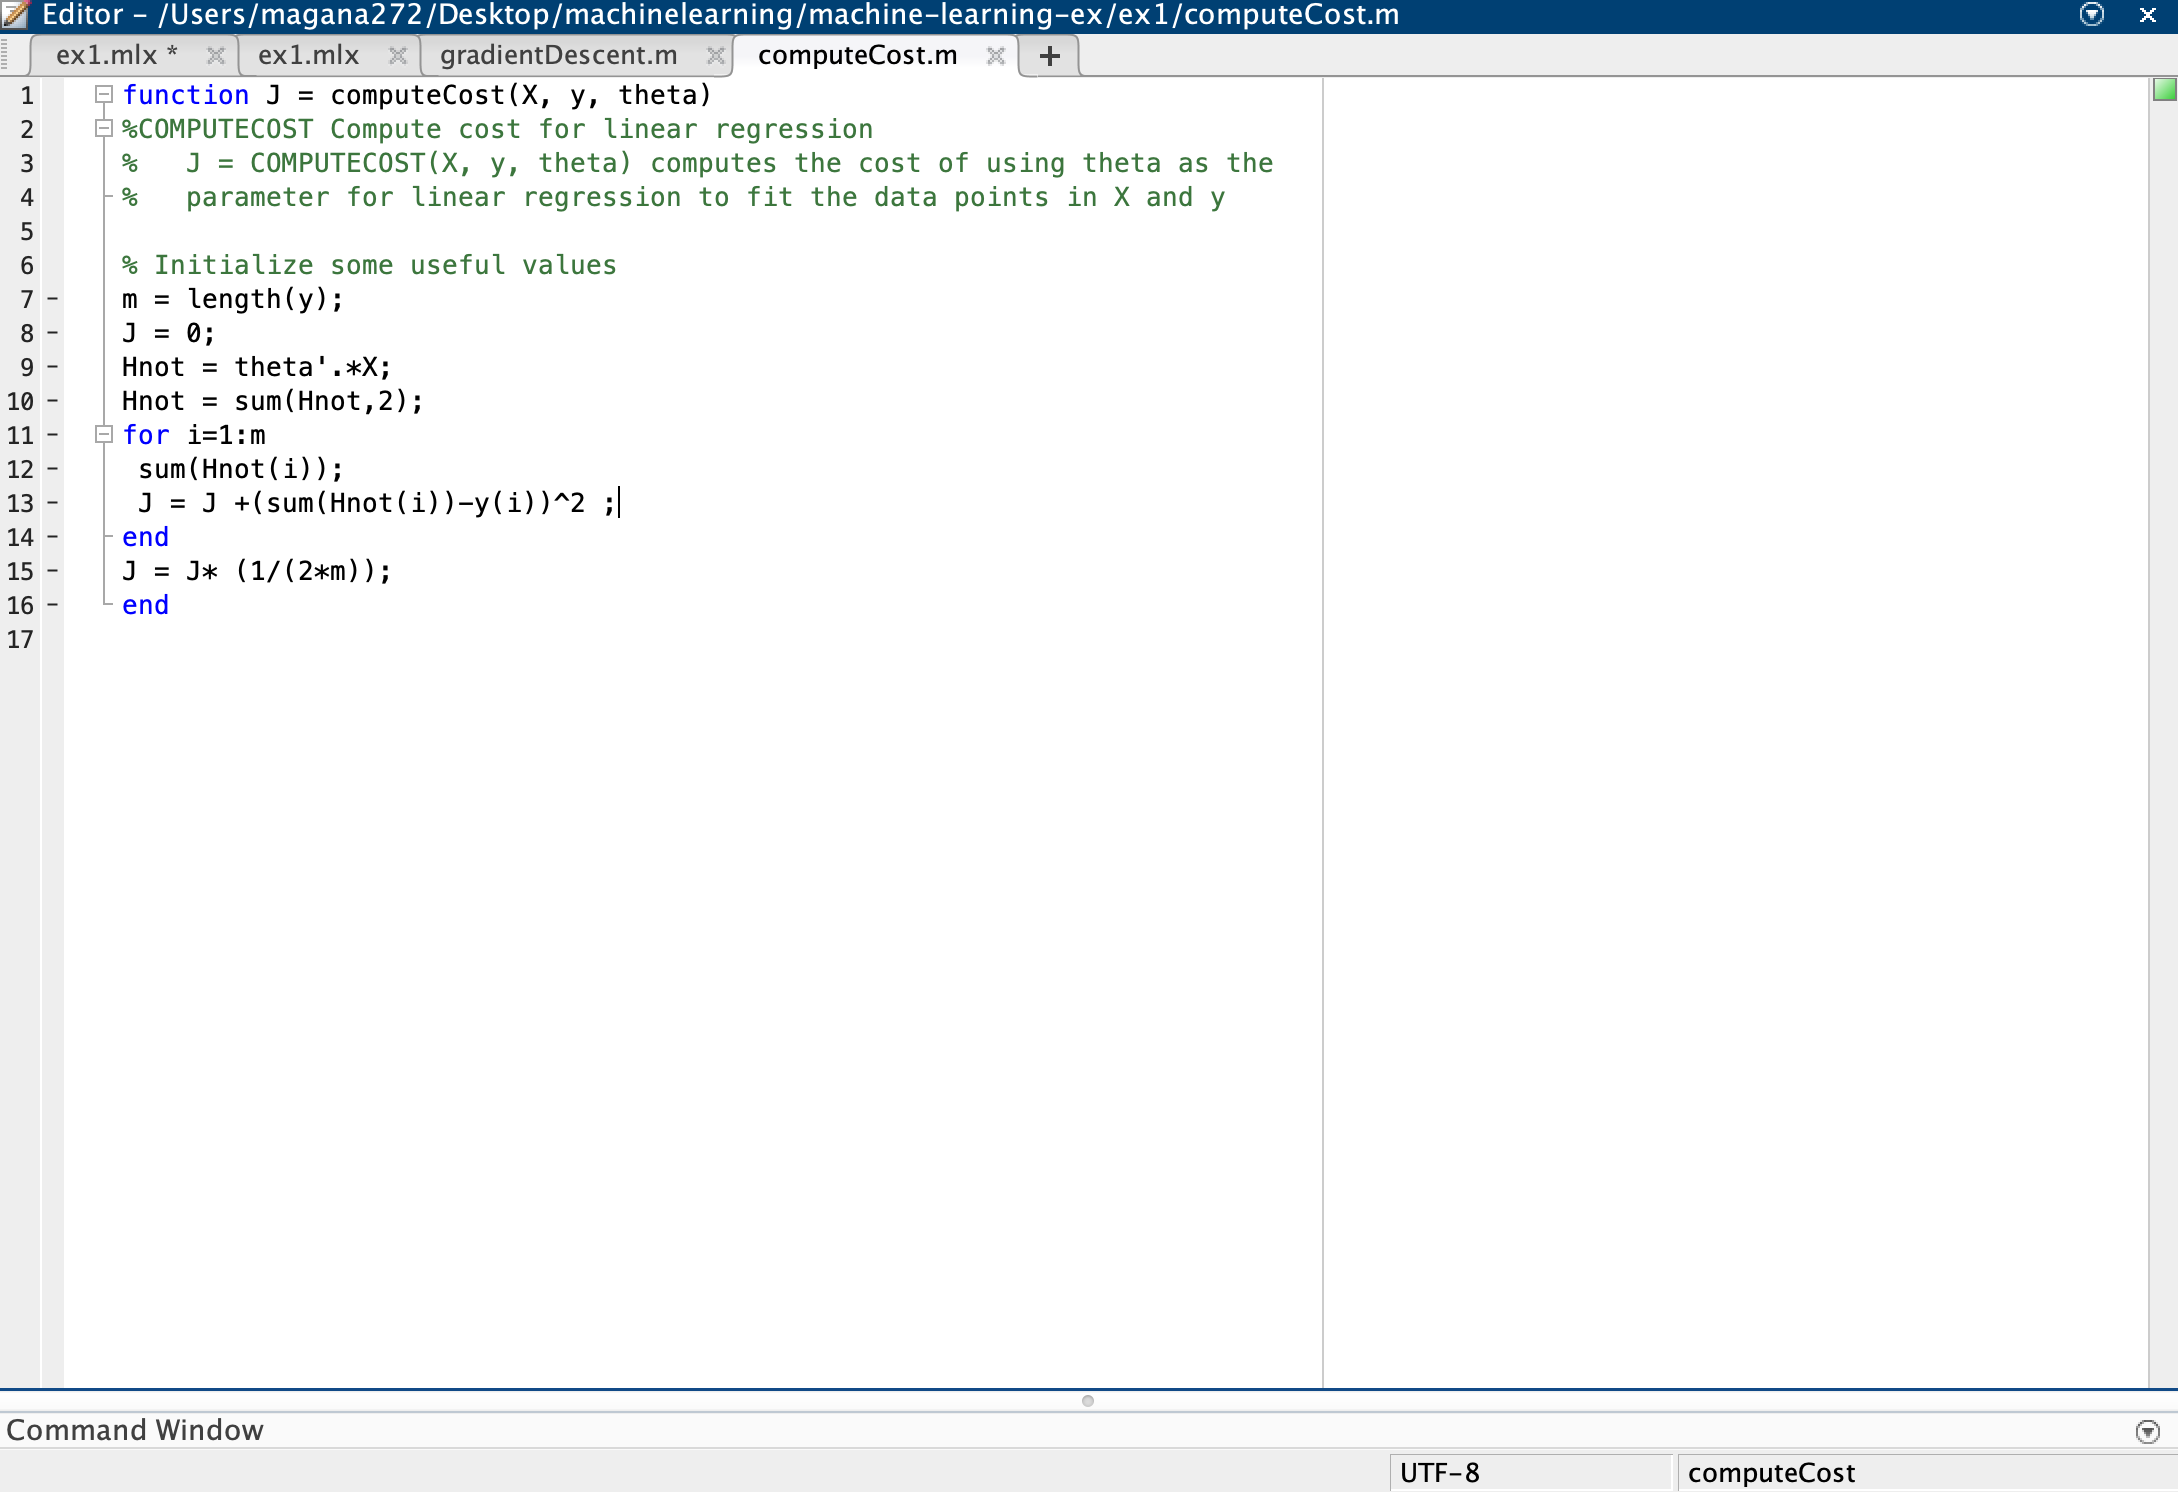 Editor – /Users/magana272/Desktop/machinelearning/machine-learning-ex/ex1/computeCost.m
ex1.mlx * ex1.mlx gradientDescent.m computeCost.m +
1 function J = computeCost(X, y, theta)
2 %COMPUTECOST Compute cost for linear regression
3 %   J = COMPUTECOST(X, y, theta) computes the cost of using theta as the
4 %   parameter for linear regression to fit the data points in X and y
5
6 % Initialize some useful values
7 – m = length(y);
8 – J = 0;
9 – Hnot = theta'.*X;
10 – Hnot = sum(Hnot,2);
11 – for i=1:m
12 –  sum(Hnot(i));
13 –  J = J +(sum(Hnot(i))-y(i))^2 ;
14 – end
15 – J = J* (1/(2*m));
16 – end
17
Command Window
UTF-8 computeCost